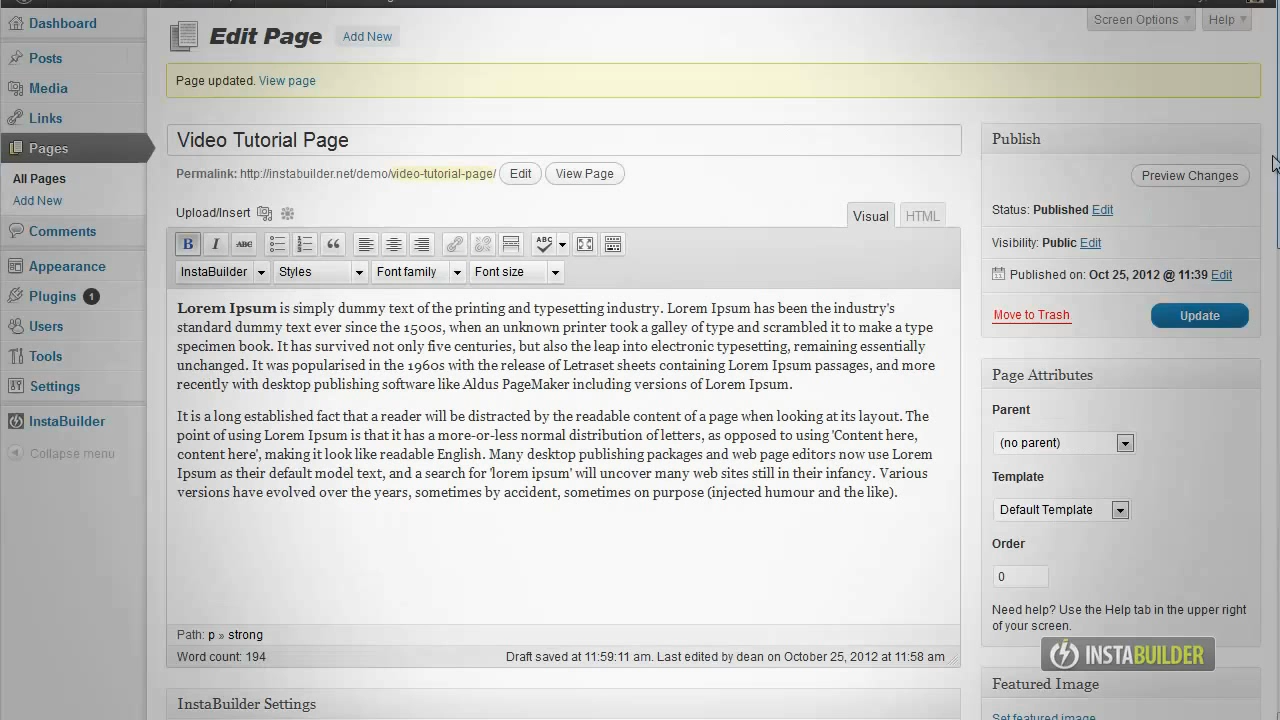 Dashboard
Posts
Media
Links
Pages
All Pages
Add New
Comments
Appearance
Plugins 1
Users
Tools
Settings
InstaBuilder
Collapse menu
Screen Options
Help
Edit Page
Add New
Page updated. View page
Video Tutorial Page
Permalink: http://instabuilder.net/demo/video-tutorial-page/ Edit View Page
Upload/Insert
Visual
HTML
B I ABC ABC
InstaBuilder Styles Font family Font size
Lorem Ipsum is simply dummy text of the printing and typesetting industry. Lorem Ipsum has been the industry's
standard dummy text ever since the 1500s, when an unknown printer took a galley of type and scrambled it to make a type
specimen book. It has survived not only five centuries, but also the leap into electronic typesetting, remaining essentially
unchanged. It was popularised in the 1960s with the release of Letraset sheets containing Lorem Ipsum passages, and more
recently with desktop publishing software like Aldus PageMaker including versions of Lorem Ipsum.
It is a long established fact that a reader will be distracted by the readable content of a page when looking at its layout. The
point of using Lorem Ipsum is that it has a more-or-less normal distribution of letters, as opposed to using 'Content here,
content here', making it look like readable English. Many desktop publishing packages and web page editors now use Lorem
Ipsum as their default model text, and a search for 'lorem ipsum' will uncover many web sites still in their infancy. Various
versions have evolved over the years, sometimes by accident, sometimes on purpose (injected humour and the like).
Path: p » strong
Word count: 194
Draft saved at 11:59:11 am. Last edited by dean on October 25, 2012 at 11:58 am
InstaBuilder Settings
Publish
Preview Changes
Status: Published Edit
Visibility: Public Edit
Published on: Oct 25, 2012 @ 11:39 Edit
Move to Trash
Update
Page Attributes
Parent
(no parent)
Template
Default Template
Order
0
Need help? Use the Help tab in the upper right
of your screen.
INSTABUILDER
Featured Image
Set featured image